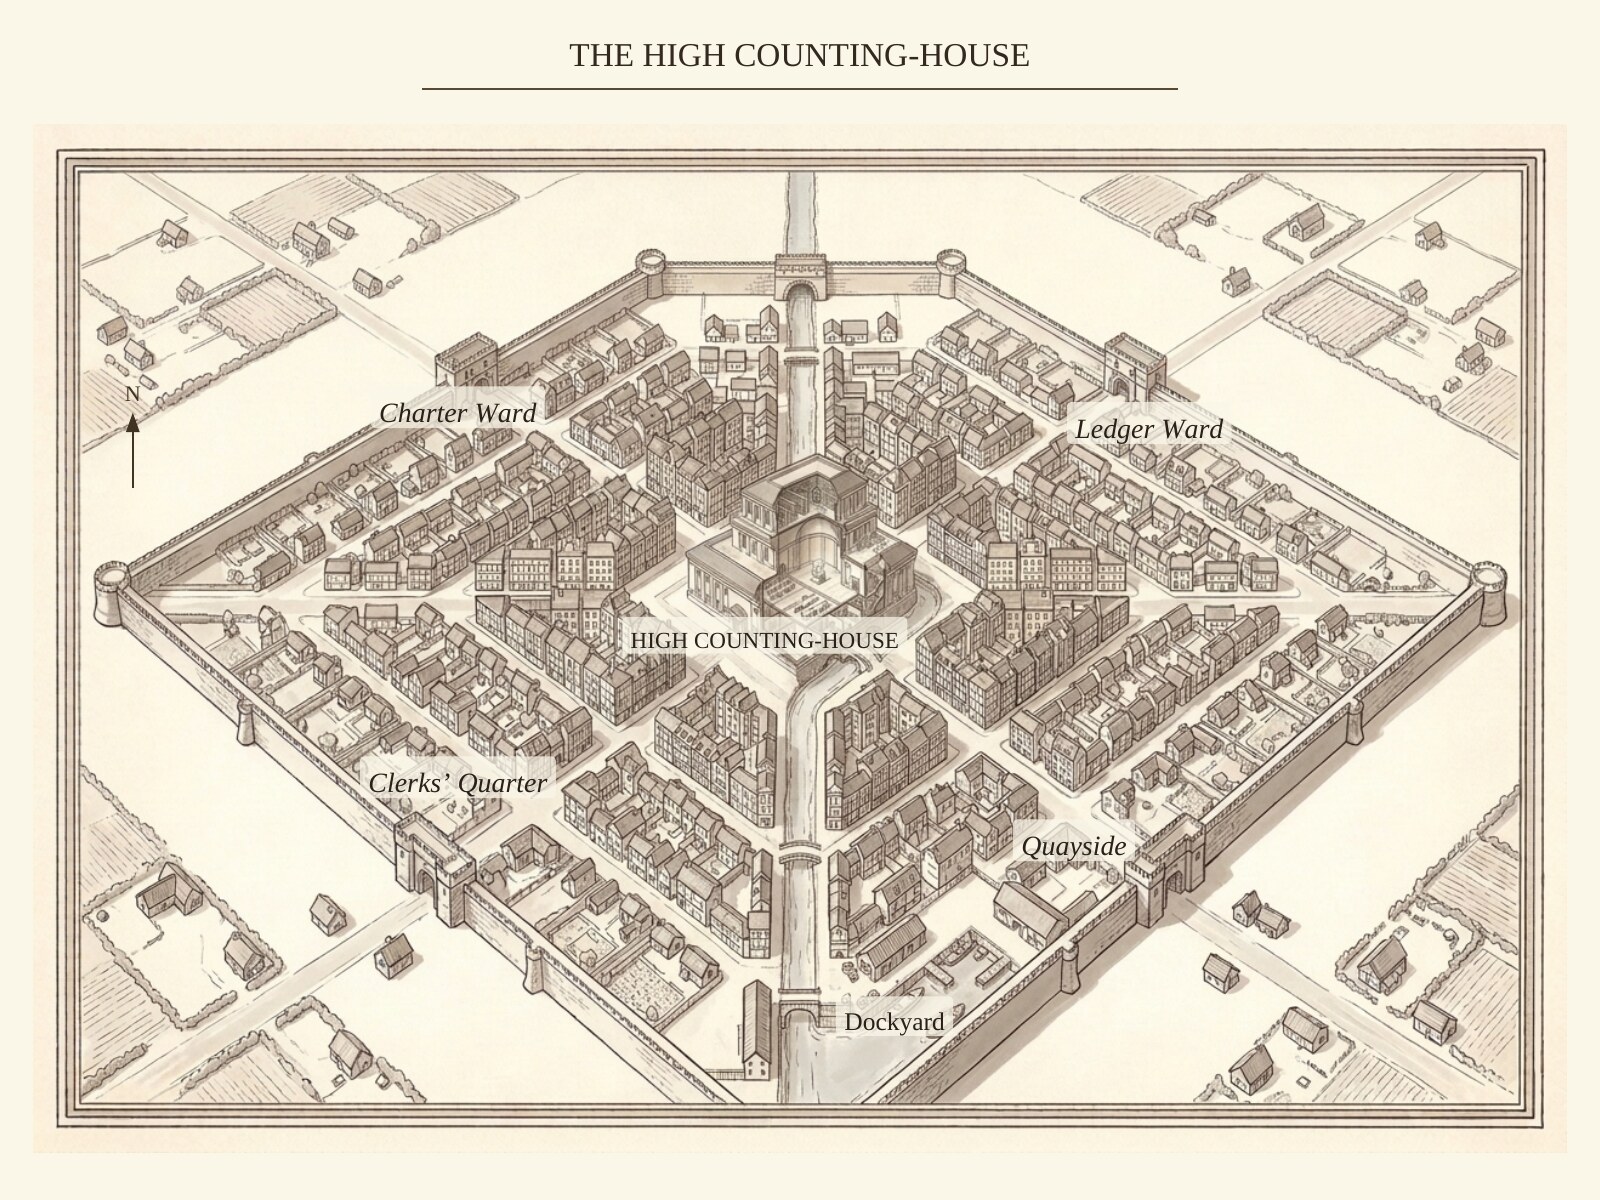 THE HIGH COUNTING-HOUSE
N
Charter Ward
Ledger Ward
HIGH COUNTING-HOUSE
Clerks’ Quarter
Quayside
Dockyard